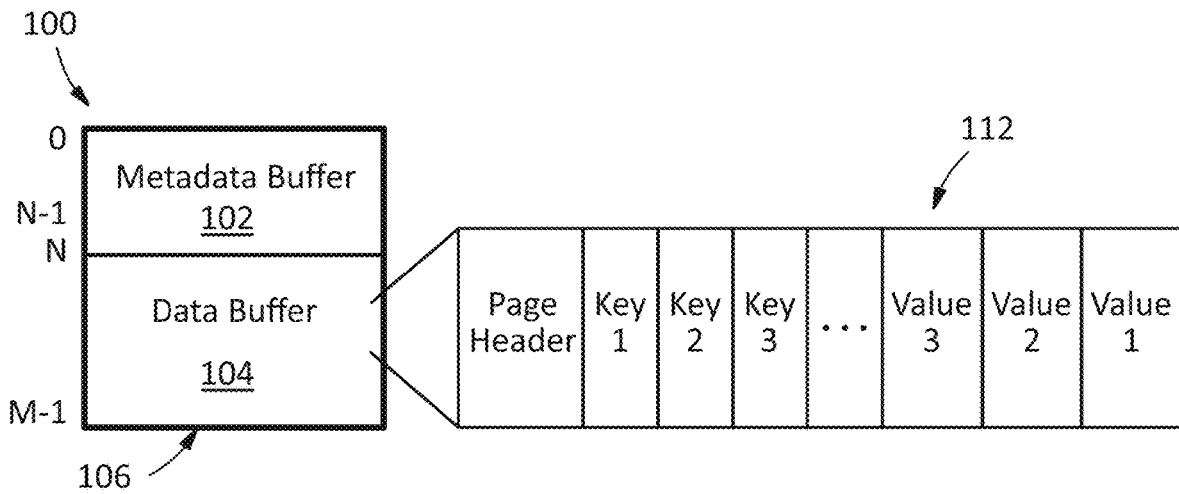 100
0
Metadata Buffer
102
N-1
N
Data Buffer
104
M-1
106
112
Page Header
Key 1
Key 2
Key 3
...
Value 3
Value 2
Value 1